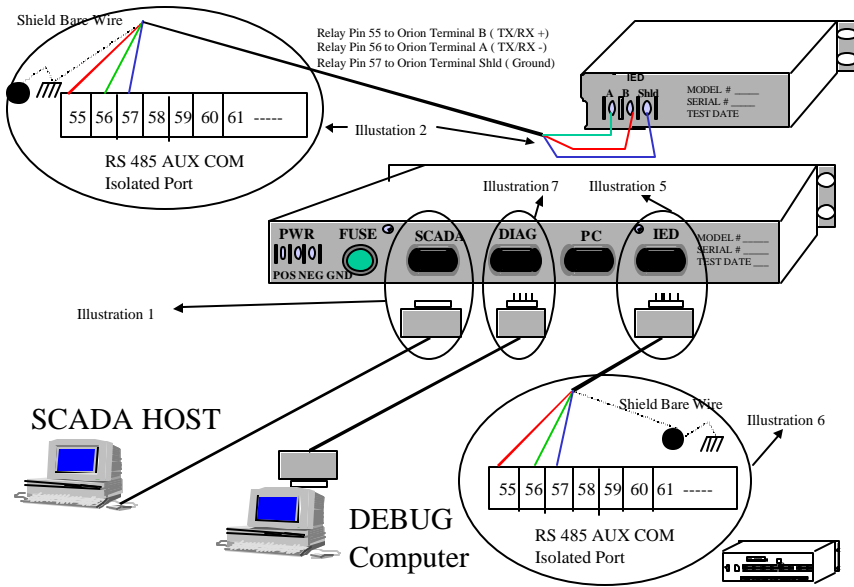 Shield Bare Wire
Relay Pin 55 to Orion Terminal B ( TX/RX +)
Relay Pin 56 to Orion Terminal A ( TX/RX -)
Relay Pin 57 to Orion Terminal Shld ( Ground)
IED
A B Shld
MODEL # _____
SERIAL # _____
TEST DATE
55 56 57 58 59 60 61 -----
Illustation 2
RS 485 AUX COM
Isolated Port
Illustration 7
Illustration 5
PWR
FUSE
SCADA
DIAG
PC
IED
POS NEG GND
MODEL # _____
SERIAL # _____
TEST DATE ___
Illustration 1
SCADA HOST
Shield Bare Wire
Illustration 6
55 56 57 58 59 60 61 -----
RS 485 AUX COM
Isolated Port
DEBUG
Computer